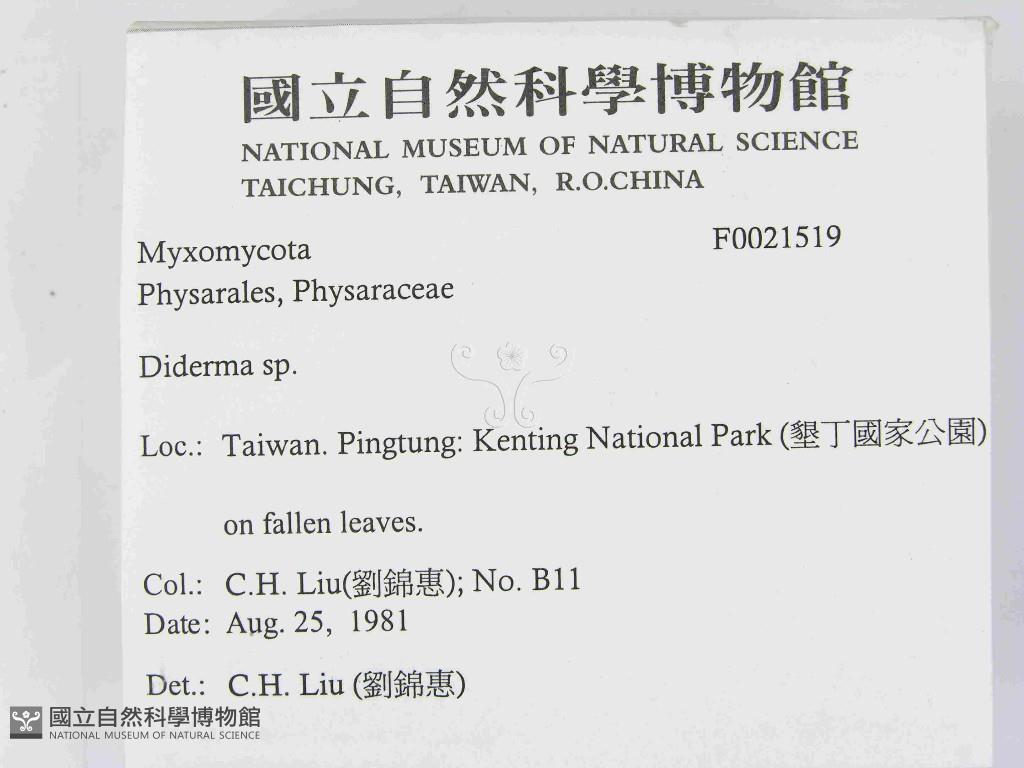 國立自然科學博物館
NATIONAL MUSEUM OF NATURAL SCIENCE
TAICHUNG, TAIWAN, R.O.CHINA
Myxomycota F0021519
Physarales, Physaraceae
Diderma sp.
Loc.: Taiwan. Pingtung: Kenting National Park (墾丁國家公園)
on fallen leaves.
Col.: C.H. Liu(劉錦惠); No. B11
Date: Aug. 25, 1981
Det.: C.H. Liu (劉錦惠)
國立自然科學博物館
NATIONAL MUSEUM OF NATURAL SCIENCE